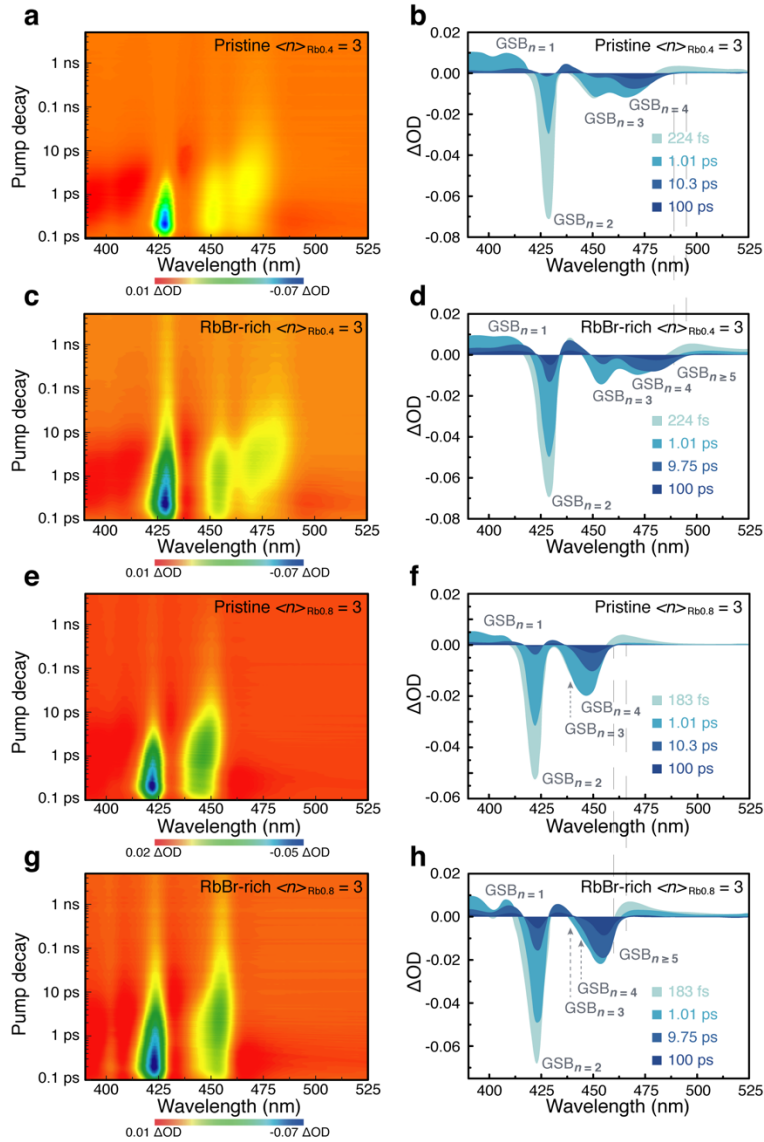 a
Pristine <n>Rb0.4 = 3
Pump decay
1 ns
0.1 ns
10 ps
1 ps
0.1 ps
400 425 450 475 500 525
Wavelength (nm)
0.01 ΔOD -0.07 ΔOD
b
Pristine <n>Rb0.4 = 3
GSBn=1
GSBn=4
GSBn=3
GSBn=2
224 fs
1.01 ps
10.3 ps
100 ps
ΔOD
0.02
0.00
-0.02
-0.04
-0.06
-0.08
400 425 450 475 500 525
Wavelength (nm)
c
RbBr-rich <n>Rb0.4 = 3
Pump decay
1 ns
0.1 ns
10 ps
1 ps
0.1 ps
400 425 450 475 500 525
Wavelength (nm)
0.01 ΔOD -0.07 ΔOD
d
RbBr-rich <n>Rb0.4 = 3
GSBn=1
GSBn≥5
GSBn=4
GSBn=3
GSBn=2
224 fs
1.01 ps
9.75 ps
100 ps
ΔOD
0.02
0.00
-0.02
-0.04
-0.06
-0.08
400 425 450 475 500 525
Wavelength (nm)
e
Pristine <n>Rb0.8 = 3
Pump decay
1 ns
0.1 ns
10 ps
1 ps
0.1 ps
400 425 450 475 500 525
Wavelength (nm)
0.02 ΔOD -0.05 ΔOD
f
Pristine <n>Rb0.8 = 3
GSBn=1
GSBn=4
GSBn=3
GSBn=2
183 fs
1.01 ps
10.3 ps
100 ps
ΔOD
0.02
0.00
-0.02
-0.04
-0.06
400 425 450 475 500 525
Wavelength (nm)
g
RbBr-rich <n>Rb0.8 = 3
Pump decay
1 ns
0.1 ns
10 ps
1 ps
0.1 ps
400 425 450 475 500 525
Wavelength (nm)
0.01 ΔOD -0.07 ΔOD
h
RbBr-rich <n>Rb0.8 = 3
GSBn=1
GSBn≥5
GSBn=4
GSBn=3
GSBn=2
183 fs
1.01 ps
9.75 ps
100 ps
ΔOD
0.02
0.00
-0.02
-0.04
-0.06
400 425 450 475 500 525
Wavelength (nm)